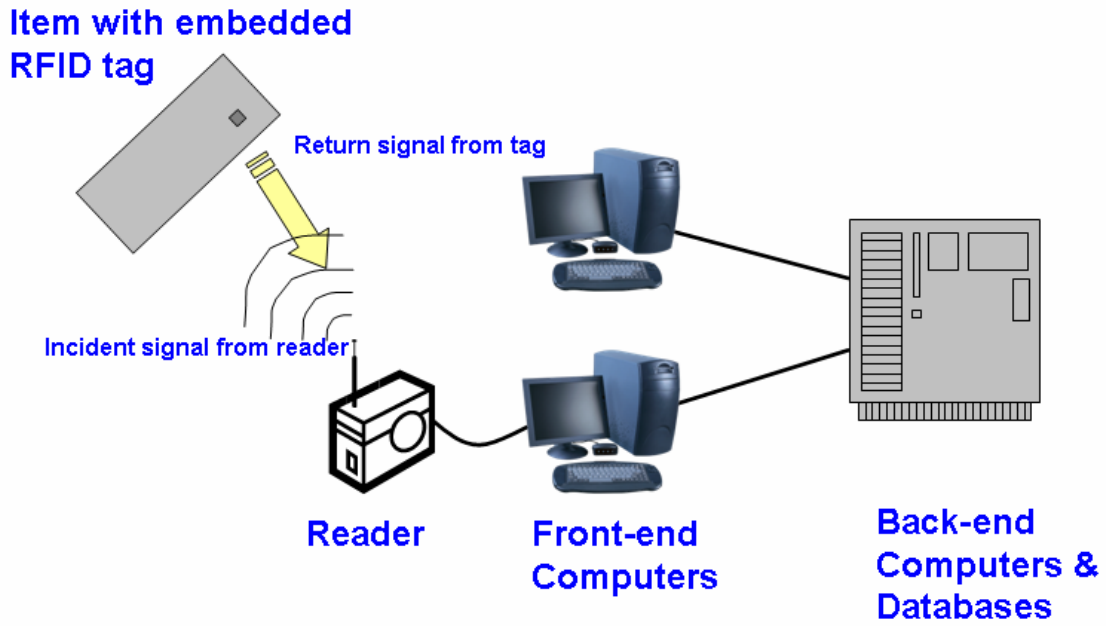 Item with embedded
RFID tag
Return signal from tag
Incident signal from reader
Reader
Front-end
Computers
Back-end
Computers &
Databases